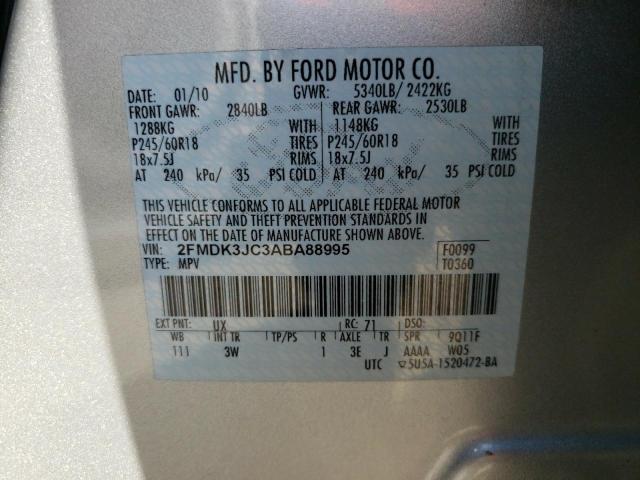 MFD. BY FORD MOTOR CO.
DATE: 01/10 GVWR: 5340LB/ 2422KG
FRONT GAWR: 2840LB REAR GAWR: 2530LB
1288KG WITH 1148KG WITH
P245/60R18 TIRES P245/60R18 TIRES
18x7.5J RIMS 18x7.5J RIMS
AT 240 kPa/ 35 PSI COLD AT 240 kPa/ 35 PSI COLD
THIS VEHICLE CONFORMS TO ALL APPLICABLE FEDERAL MOTOR
VEHICLE SAFETY AND THEFT PREVENTION STANDARDS IN
EFFECT ON THE DATE OF MANUFACTURE SHOWN ABOVE.
VIN: 2FMDK3JC3ABA88995 F0099
TYPE: MPV T0360
EXT PNT: UX RC: 71 DSO:
WB INT TR TP/PS R AXLE TR SPR 9Q11F
111 3W 1 3E J AAAA W05
UTC ▽5U5A-1520472-BA